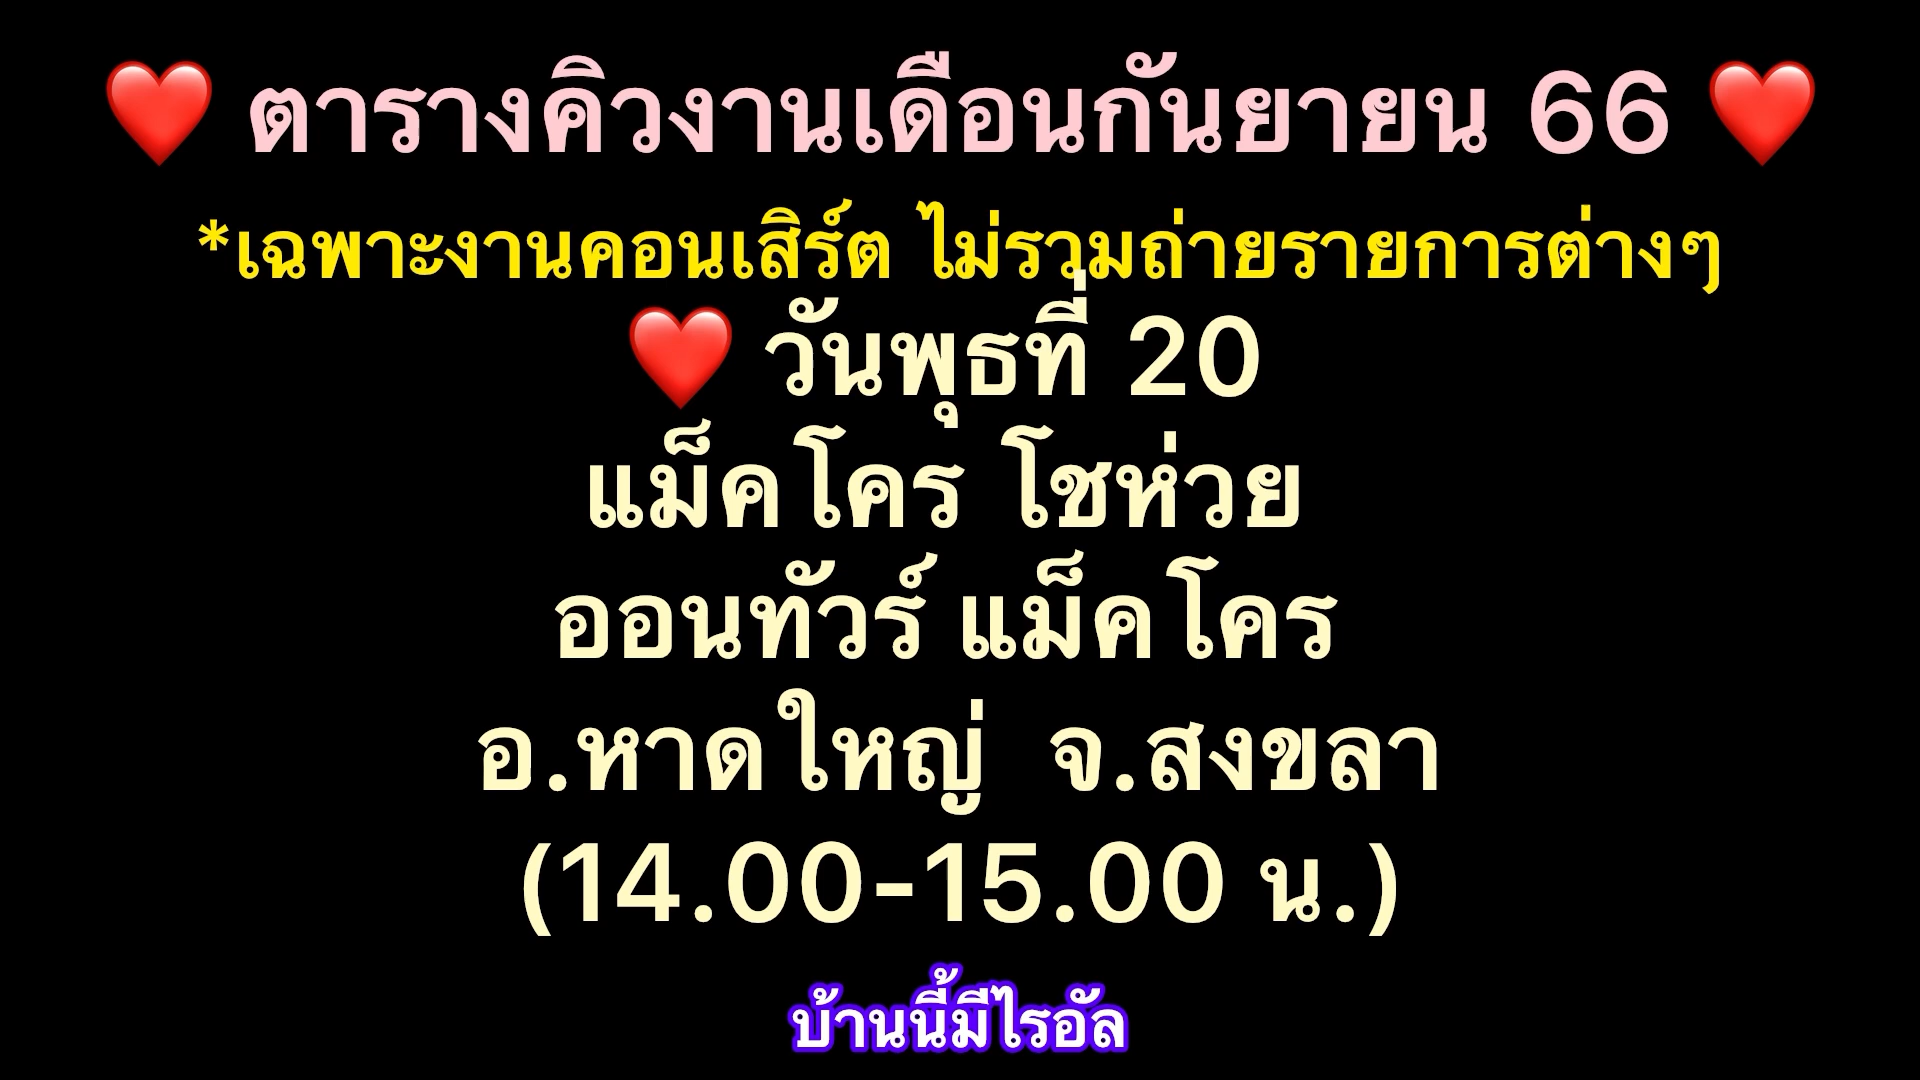 ❤️ ตารางคิวงานเดือนกันยายน 66 ❤️
*เฉพาะงานคอนเสิร์ต ไม่รวมถ่ายรายการต่างๆ
❤️ วันพุธที่ 20
แม็คโคร โชห่วย
ออนทัวร์ แม็คโคร
อ.หาดใหญ่ จ.สงขลา
(14.00-15.00 น.)
บ้านนี้มีไรอัล